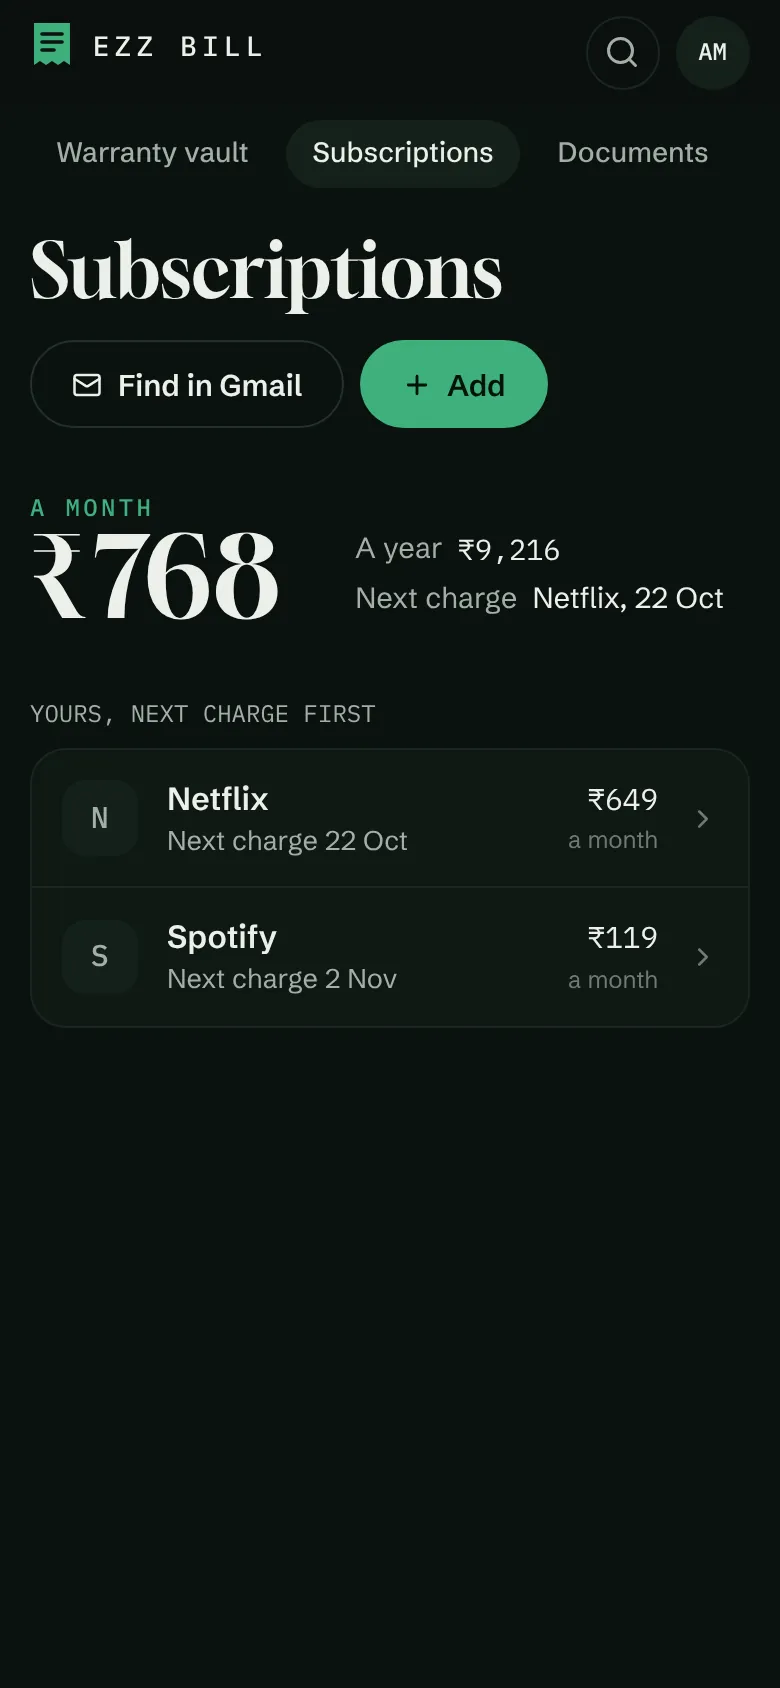 EZZ BILL
AM
Warranty vault Subscriptions Documents
Subscriptions
Find in Gmail
+ Add
A MONTH
₹768
A year ₹9,216
Next charge Netflix, 22 Oct
YOURS, NEXT CHARGE FIRST
N
Netflix
Next charge 22 Oct
₹649
a month
S
Spotify
Next charge 2 Nov
₹119
a month